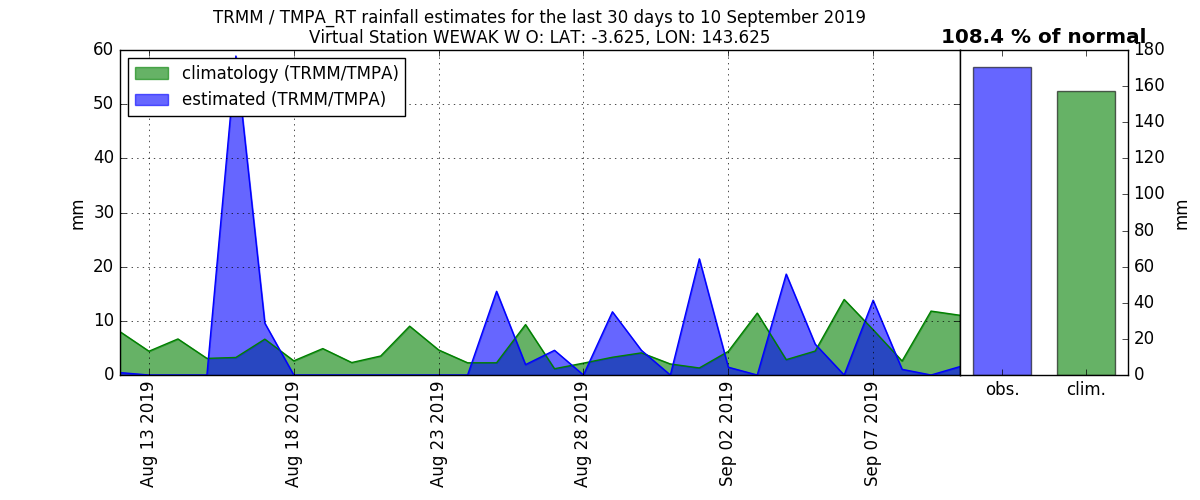 TRMM / TMPA_RT rainfall estimates for the last 30 days to 10 September 2019
Virtual Station WEWAK W O: LAT: -3.625, LON: 143.625
108.4 % of normal
climatology (TRMM/TMPA)
estimated (TRMM/TMPA)
60
50
40
30
20
10
0
mm
Aug 13 2019
Aug 18 2019
Aug 23 2019
Aug 28 2019
Sep 02 2019
Sep 07 2019
180
160
140
120
100
80
60
40
20
0
mm
obs.
clim.